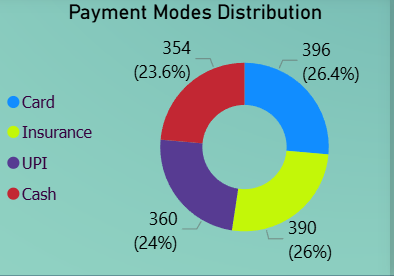 Payment Modes Distribution
354
(23.6%)
396
(26.4%)
Card
Insurance
UPI
Cash
360
(24%)
390
(26%)